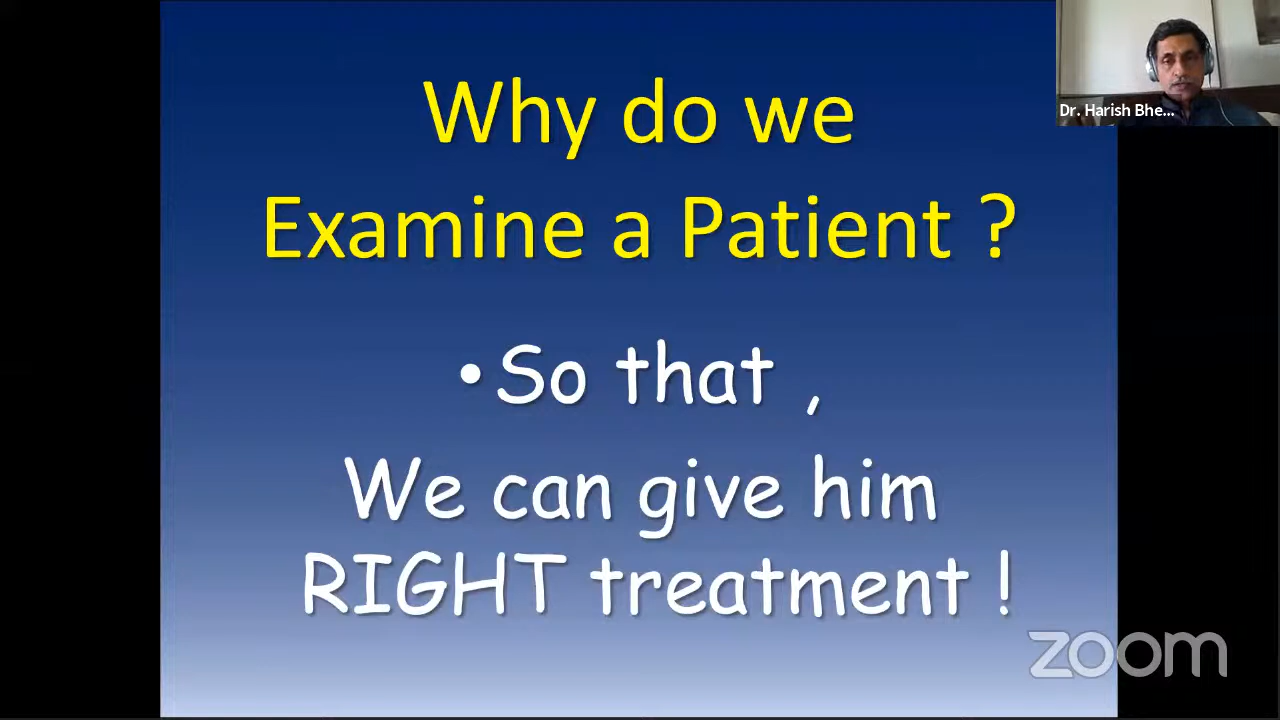 Why do we
Examine a Patient ?
•So that ,
We can give him
RIGHT treatment !
Dr. Harish Bhe...
zoom